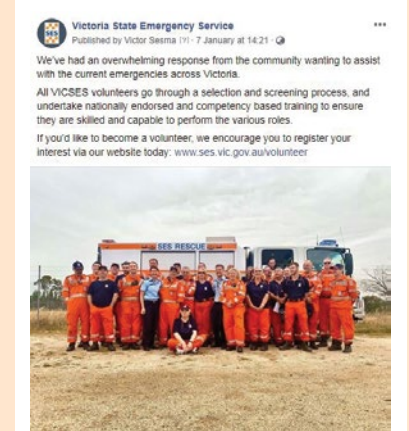 SES
Victoria State Emergency Service
Published by Victor Sesma [?] · 7 January at 14:21 ·
We've had an overwhelming response from the community wanting to assist
with the current emergencies across Victoria.
All VICSES volunteers go through a selection and screening process, and
undertake nationally endorsed and competency based training to ensure
they are skilled and capable to perform the various roles.
If you'd like to become a volunteer, we encourage you to register your
interest via our website today: www.ses.vic.gov.au/volunteer
SES RESCUE